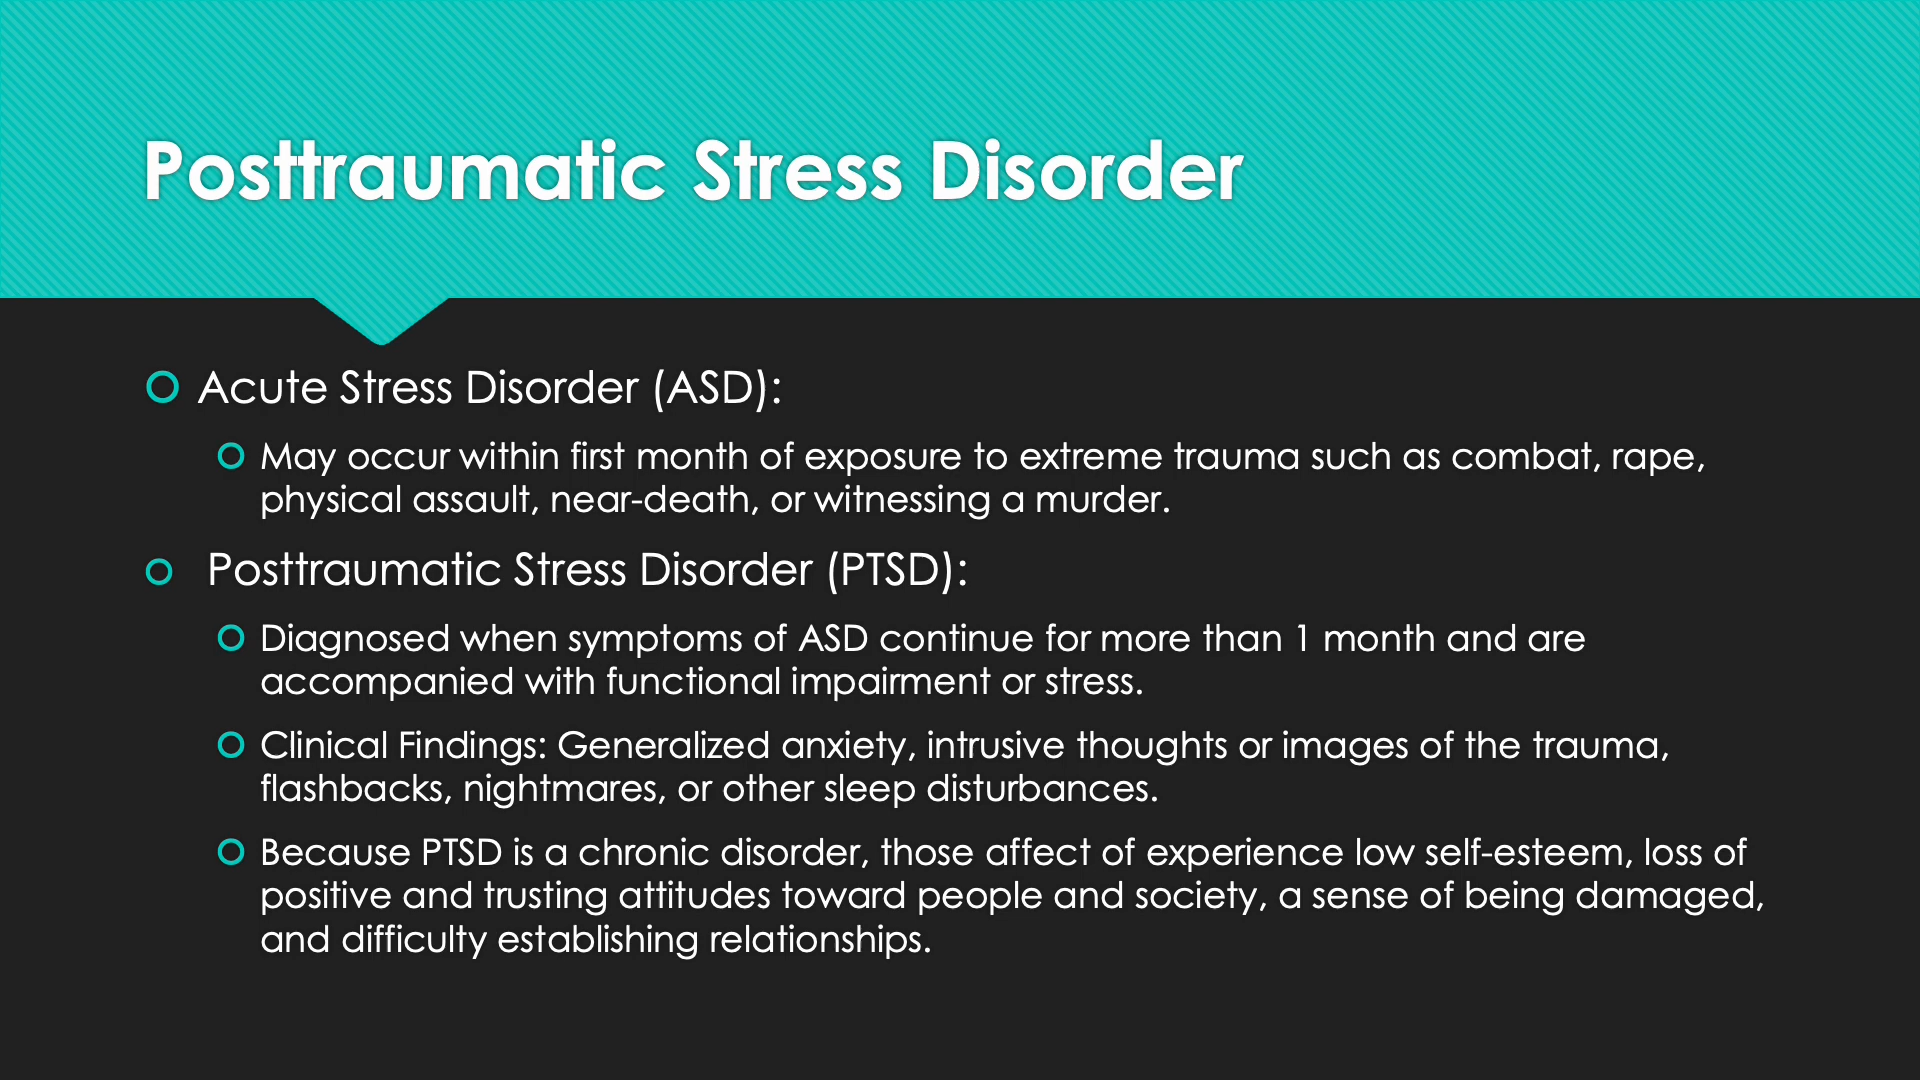 Posttraumatic Stress Disorder
Acute Stress Disorder (ASD):
May occur within first month of exposure to extreme trauma such as combat, rape,
physical assault, near-death, or witnessing a murder.
Posttraumatic Stress Disorder (PTSD):
Diagnosed when symptoms of ASD continue for more than 1 month and are
accompanied with functional impairment or stress.
Clinical Findings: Generalized anxiety, intrusive thoughts or images of the trauma,
flashbacks, nightmares, or other sleep disturbances.
Because PTSD is a chronic disorder, those affect of experience low self-esteem, loss of
positive and trusting attitudes toward people and society, a sense of being damaged,
and difficulty establishing relationships.